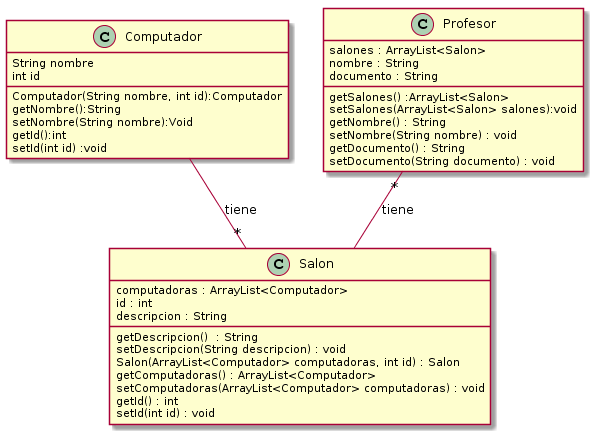 C Computador
String nombre
int id
Computador(String nombre, int id):Computador
getNombre():String
setNombre(String nombre):Void
getId():int
setId(int id) :void
C Profesor
salones : ArrayList<Salon>
nombre : String
documento : String
getSalones() :ArrayList<Salon>
setSalones(ArrayList<Salon> salones):void
getNombre() : String
setNombre(String nombre) : void
getDocumento() : String
setDocumento(String documento) : void
*
tiene
tiene
*
C Salon
computadoras : ArrayList<Computador>
id : int
descripcion : String
getDescripcion()  : String
setDescripcion(String descripcion) : void
Salon(ArrayList<Computador> computadoras, int id) : Salon
getComputadoras() : ArrayList<Computador>
setComputadoras(ArrayList<Computador> computadoras) : void
getId() : int
setId(int id) : void